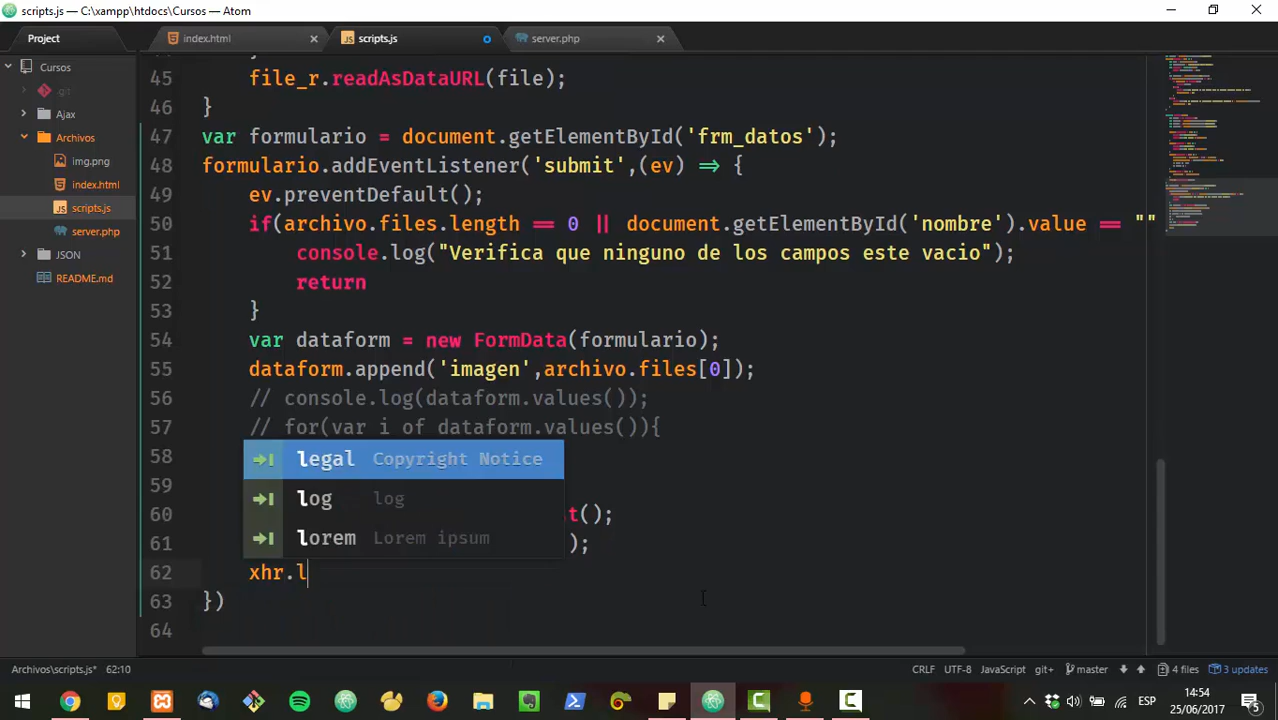 scripts.js — C:\xampp\htdocs\Cursos — Atom
Project
index.html
scripts.js
server.php
Cursos
.git
Ajax
Archivos
img.png
index.html
scripts.js
server.php
JSON
README.md
45 file_r.readAsDataURL(file);
46 }
47 var formulario = document.getElementById('frm_datos');
48 formulario.addEventListener('submit',(ev) => {
49 ev.preventDefault();
50 if(archivo.files.length == 0 || document.getElementById('nombre').value == ""
51 console.log("Verifica que ninguno de los campos este vacio");
52 return
53 }
54 var dataform = new FormData(formulario);
55 dataform.append('imagen',archivo.files[0]);
56 // console.log(dataform.values());
57 // for(var i of dataform.values()){
58 legal Copyright Notice
59 log log
60 t();
lorem Lorem ipsum
61 );
62 xhr.l
63 })
64
Archivos\scripts.js* 62:10 CRLF UTF-8 JavaScript git+ master 4 files 3 updates
ESP 14:54
25/06/2017 5